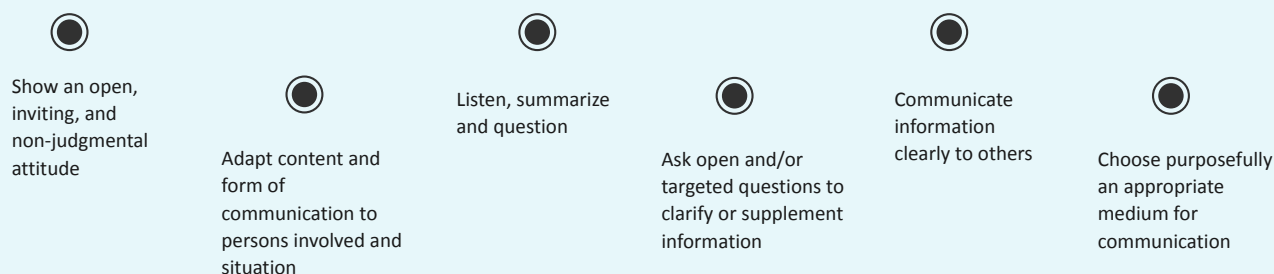 Show an open,
inviting, and
non-judgmental
attitude
Adapt content and
form of
communication to
persons involved and
situation
Listen, summarize
and question
Ask open and/or
targeted questions to
clarify or supplement
information
Communicate
information
clearly to others
Choose purposefully
an appropriate
medium for
communication